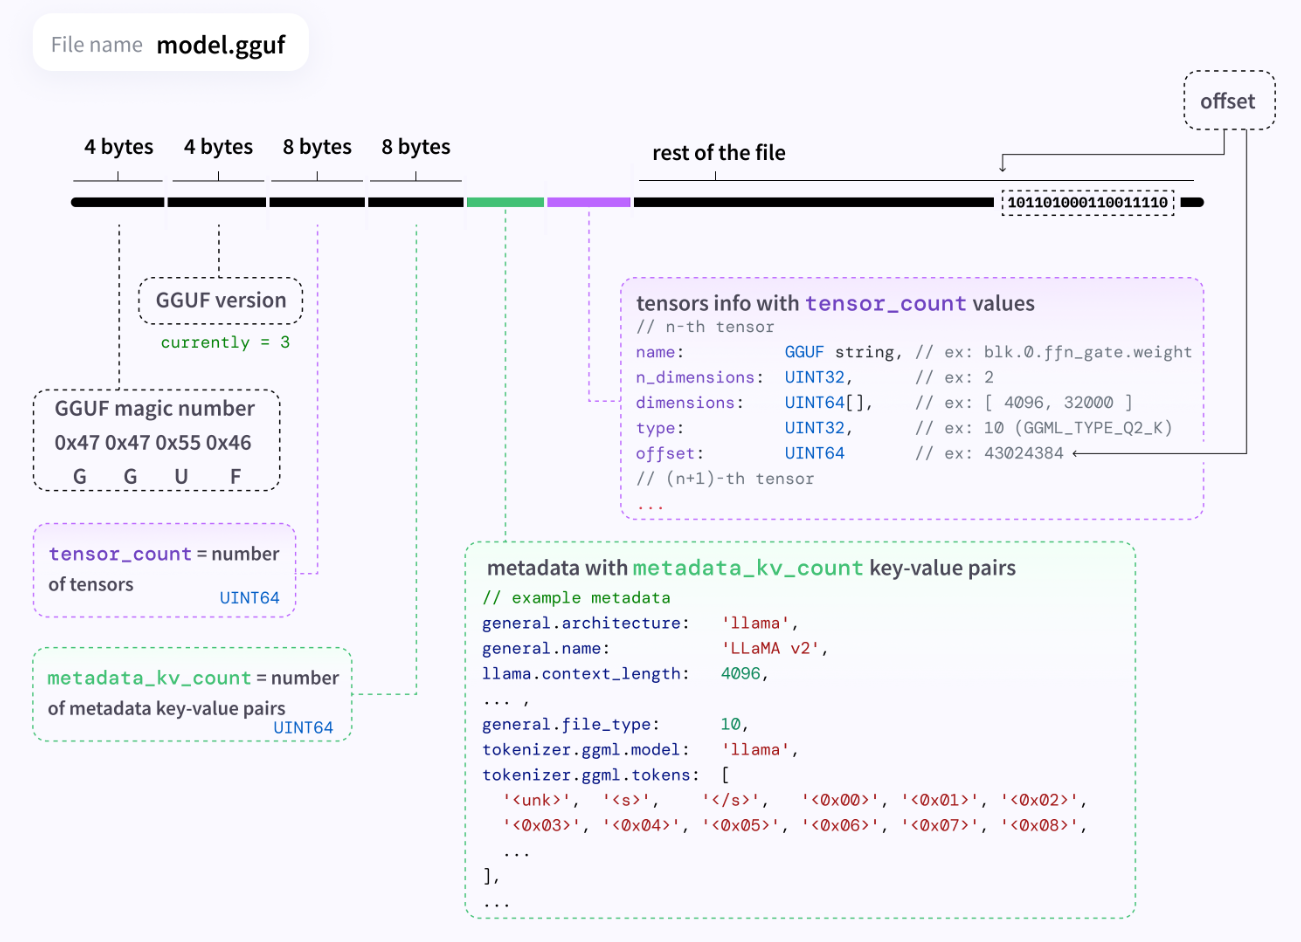 File name model.gguf
offset
4 bytes 4 bytes 8 bytes 8 bytes
rest of the file
101101000110011110
GGUF version
currently = 3
GGUF magic number
0x47 0x47 0x55 0x46
G G U F
tensor_count = number
of tensors
UINT64
metadata_kv_count = number
of metadata key-value pairs
UINT64
tensors info with tensor_count values
// n-th tensor
name: GGUF string, // ex: blk.0.ffn_gate.weight
n_dimensions: UINT32, // ex: 2
dimensions: UINT64[], // ex: [ 4096, 32000 ]
type: UINT32, // ex: 10 (GGML_TYPE_Q2_K)
offset: UINT64 // ex: 43024384
// (n+1)-th tensor
...
metadata with metadata_kv_count key-value pairs
// example metadata
general.architecture: 'llama',
general.name: 'LLaMA v2',
llama.context_length: 4096,
... ,
general.file_type: 10,
tokenizer.ggml.model: 'llama',
tokenizer.ggml.tokens: [
'<unk>', '<s>', '</s>', '<0x00>', '<0x01>', '<0x02>',
'<0x03>', '<0x04>', '<0x05>', '<0x06>', '<0x07>', '<0x08>',
...
],
...